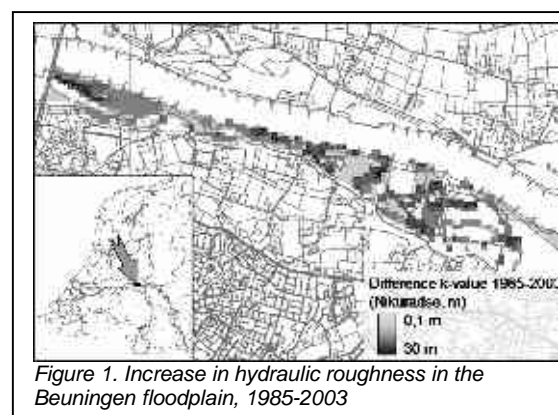 Difference k-value 1985-2003
(Nikuradse, m)
0,1 m
30 m
Figure 1. Increase in hydraulic roughness in the
Beuningen floodplain, 1985-2003